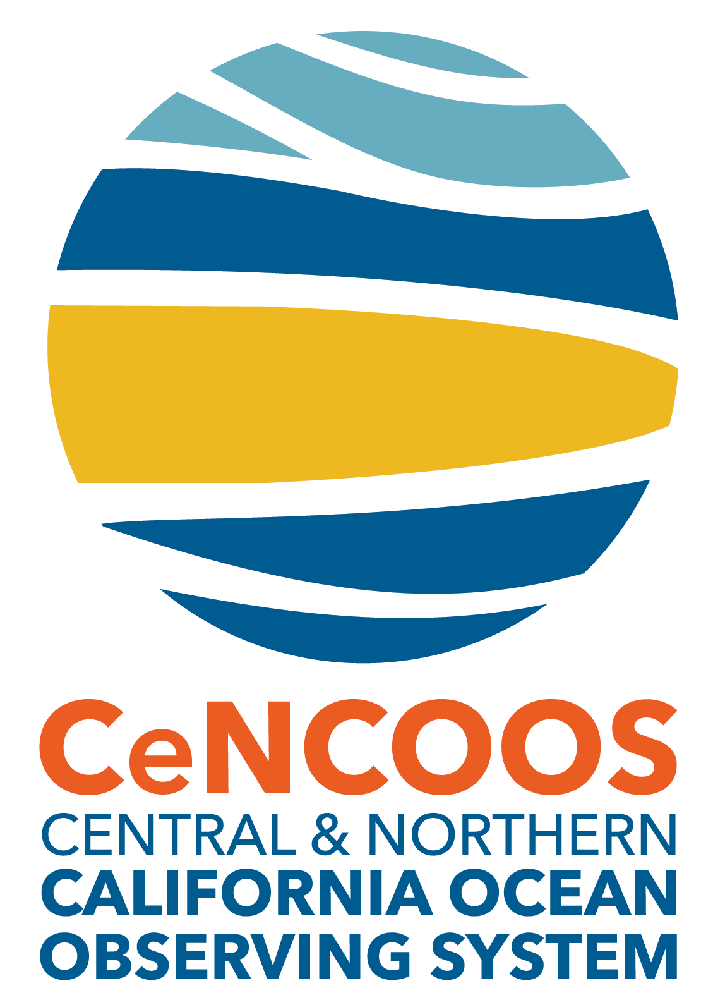 CeNCOOS
CENTRAL & NORTHERN
CALIFORNIA OCEAN
OBSERVING SYSTEM